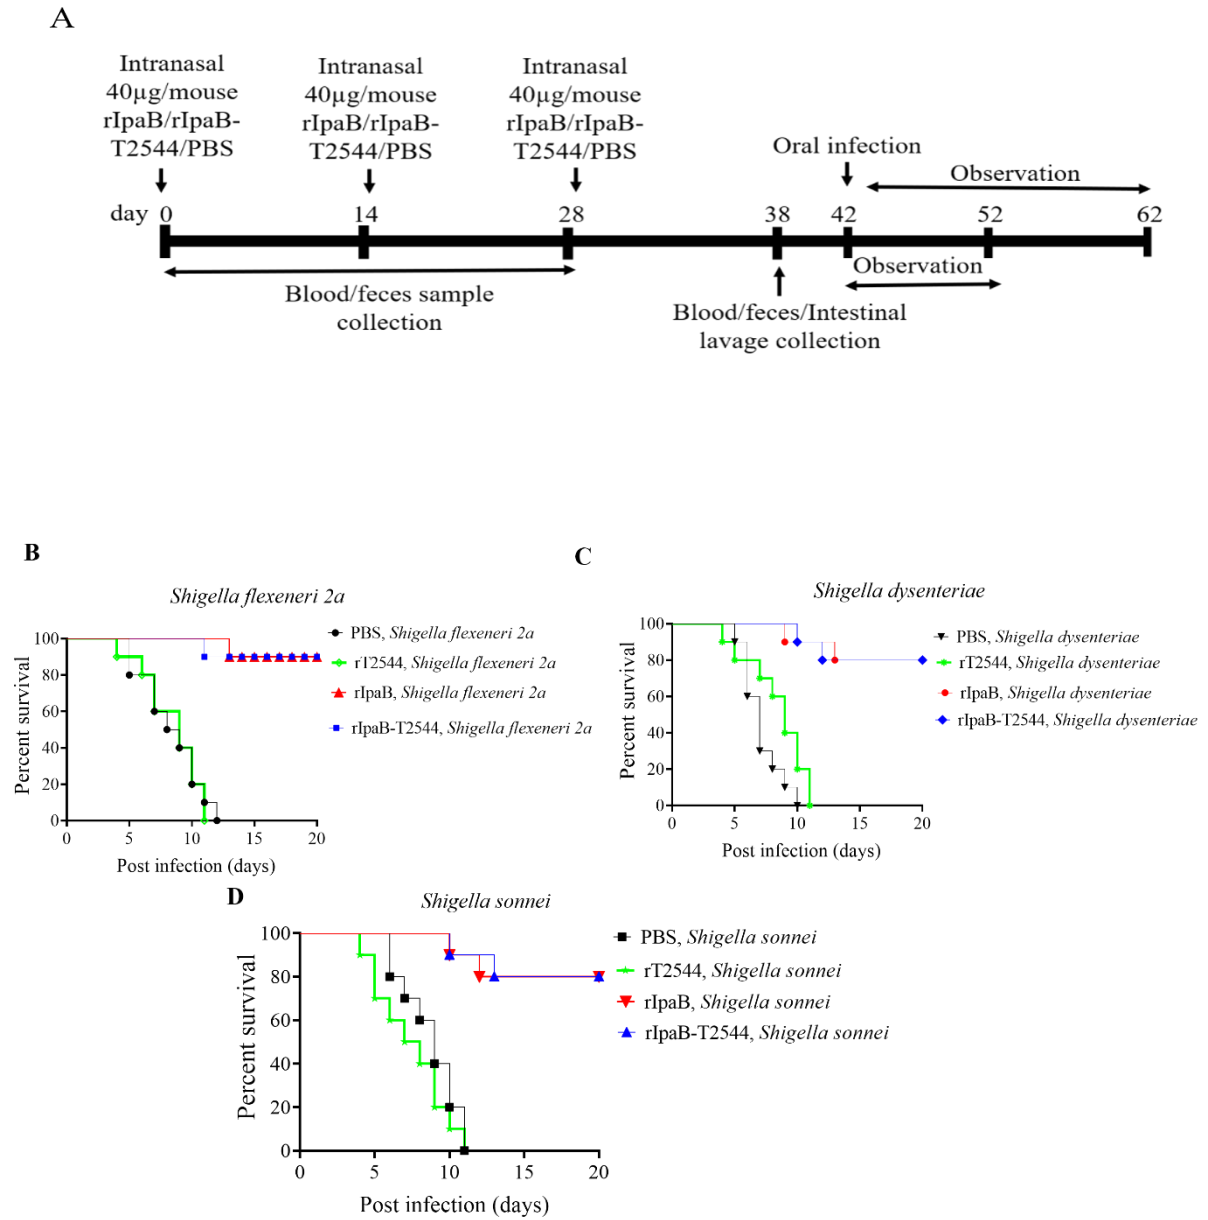 A
Intranasal
40µg/mouse
rIpaB/rIpaB-
T2544/PBS
Intranasal
40µg/mouse
rIpaB/rIpaB-
T2544/PBS
Intranasal
40µg/mouse
rIpaB/rIpaB-
T2544/PBS
Oral infection
Observation
day 0 14 28 38 42 52 62
Blood/feces sample
collection
Observation
Blood/feces/Intestinal
lavage collection
B
Shigella flexeneri 2a
Percent survival
100
80
60
40
20
0
0 5 10 15 20
Post infection (days)
PBS, Shigella flexeneri 2a
rT2544, Shigella flexeneri 2a
rIpaB, Shigella flexeneri 2a
rIpaB-T2544, Shigella flexeneri 2a
C
Shigella dysenteriae
Percent survival
100
80
60
40
20
0
0 5 10 15 20
Post infection (days)
PBS, Shigella dysenteriae
rT2544, Shigella dysenteriae
rIpaB, Shigella dysenteriae
rIpaB-T2544, Shigella dysenteriae
D
Shigella sonnei
Percent survival
100
80
60
40
20
0
0 5 10 15 20
Post infection (days)
PBS, Shigella sonnei
rT2544, Shigella sonnei
rIpaB, Shigella sonnei
rIpaB-T2544, Shigella sonnei